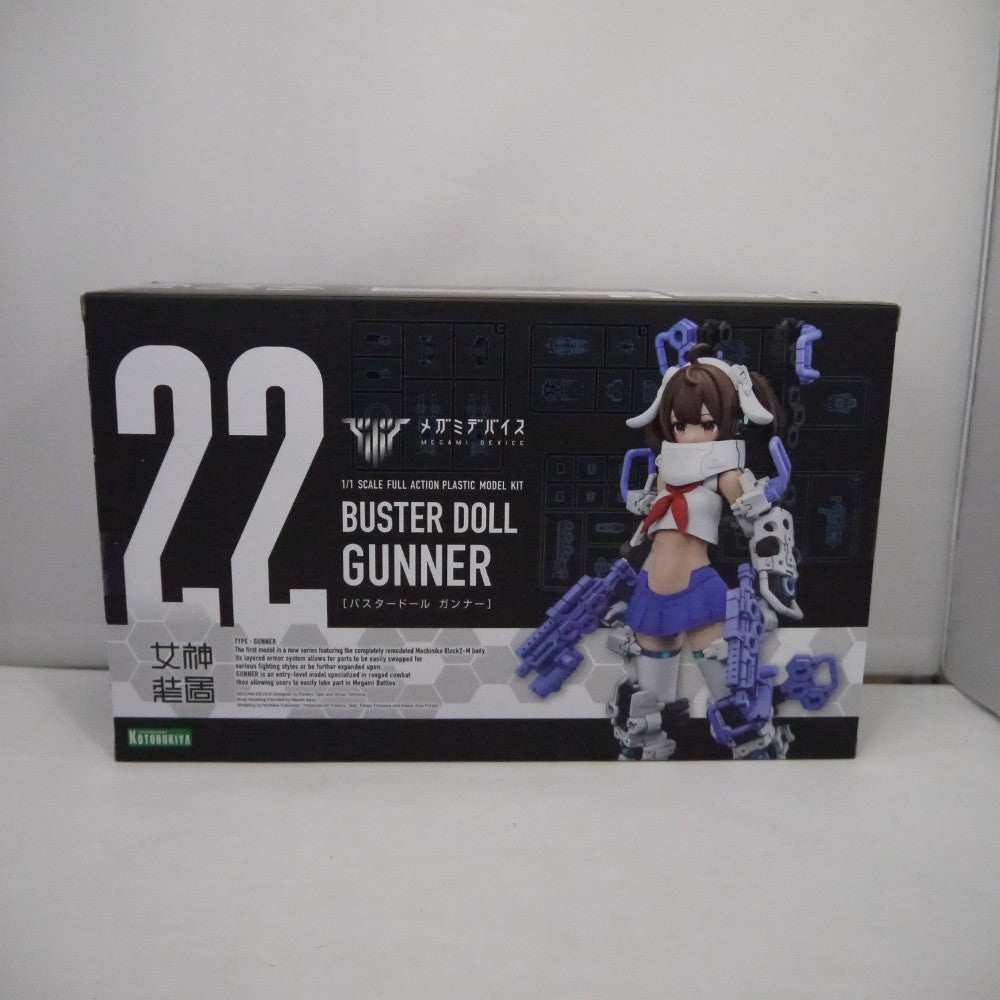 22
メガミデバイス
MEGAMI DEVICE
1/1 SCALE FULL ACTION PLASTIC MODEL KIT
BUSTER DOLL
GUNNER
[バスタードール ガンナー]
C
D
女神
装置
TYPE : GUNNER
The first model in a new series featuring the completely remodeled Machinika Block2-M body.
Its layered armor system allows for parts to be easily swapped for
various fighting styles or be further expanded upon.
GUNNER is an entry-level model specialized in ranged combat
thus allowing users to easily take part in Megami Battles.
KOTOBUKIYA